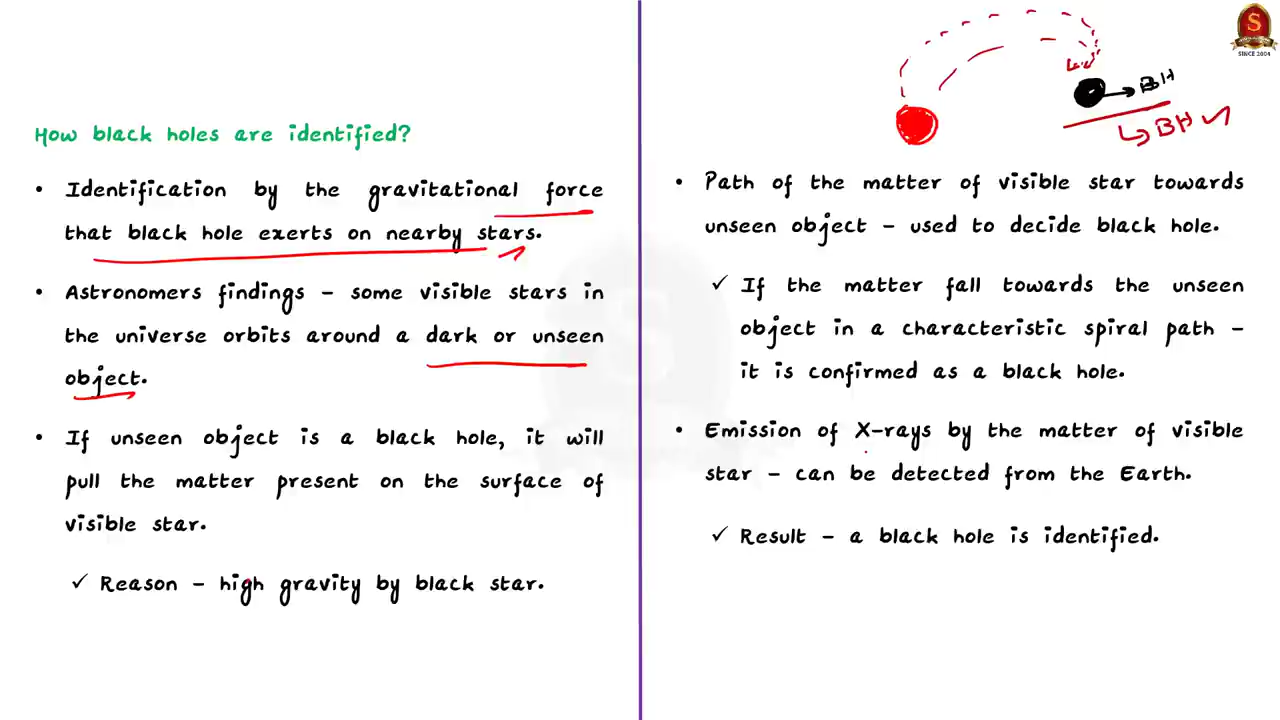 How black holes are identified?
• Identification by the gravitational force
that black hole exerts on nearby stars.
• Astronomers findings – some visible stars in
the universe orbits around a dark or unseen
object.
• If unseen object is a black hole, it will
pull the matter present on the surface of
visible star.
✓ Reason – high gravity by black star.
S
SINCE 2004
BH
↳ BH ✓
• Path of the matter of visible star towards
unseen object – used to decide black hole.
✓ If the matter fall towards the unseen
object in a characteristic spiral path –
it is confirmed as a black hole.
• Emission of X-rays by the matter of visible
star – can be detected from the Earth.
✓ Result – a black hole is identified.